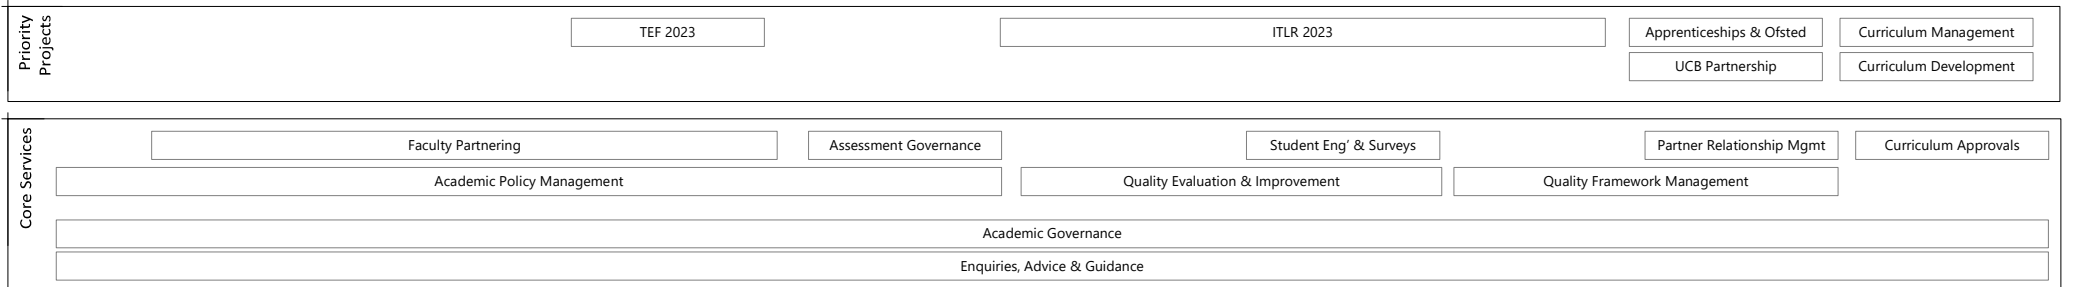 Priority
Projects
TEF 2023
ITLR 2023
Apprenticeships & Ofsted
Curriculum Management
UCB Partnership
Curriculum Development
Core Services
Faculty Partnering
Assessment Governance
Student Eng’ & Surveys
Partner Relationship Mgmt
Curriculum Approvals
Academic Policy Management
Quality Evaluation & Improvement
Quality Framework Management
Academic Governance
Enquiries, Advice & Guidance